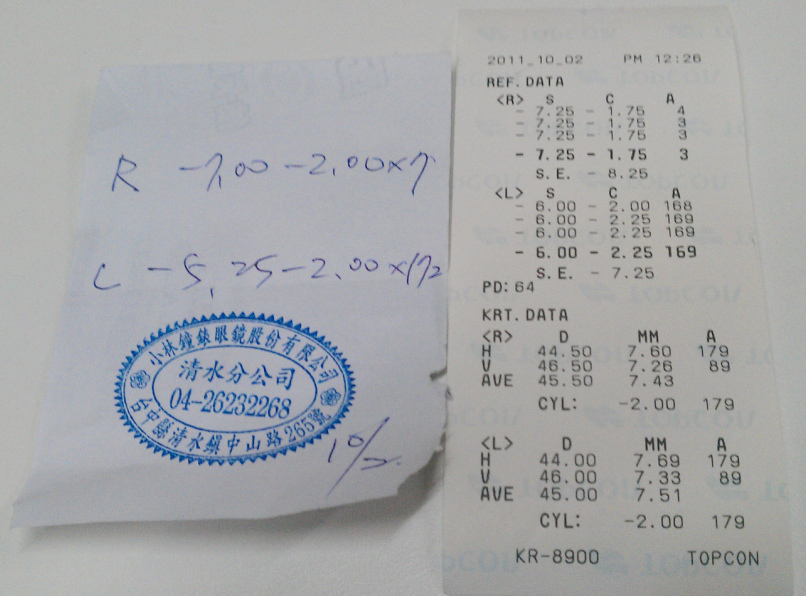 R -7.00 -2.00×7
L -5.25 -2.00×172
小林鐘錶眼鏡股份有限公司
清水分公司
04-26232268
台中縣清水鎮中山路265號
10/2.
2011_10_02 PM 12:26
REF.DATA
<R> S C A
- 7.25 - 1.75 4
- 7.25 - 1.75 3
- 7.25 - 1.75 3
- 7.25 - 1.75 3
S.E. - 8.25
<L> S C A
- 6.00 - 2.00 168
- 6.00 - 2.25 169
- 6.00 - 2.25 169
- 6.00 - 2.25 169
S.E. - 7.25
PD:64
KRT.DATA
<R> D MM A
H 44.50 7.60 179
V 46.50 7.26 89
AVE 45.50 7.43
CYL: -2.00 179
<L> D MM A
H 44.00 7.69 179
V 46.00 7.33 89
AVE 45.00 7.51
CYL: -2.00 179
KR-8900 TOPCON